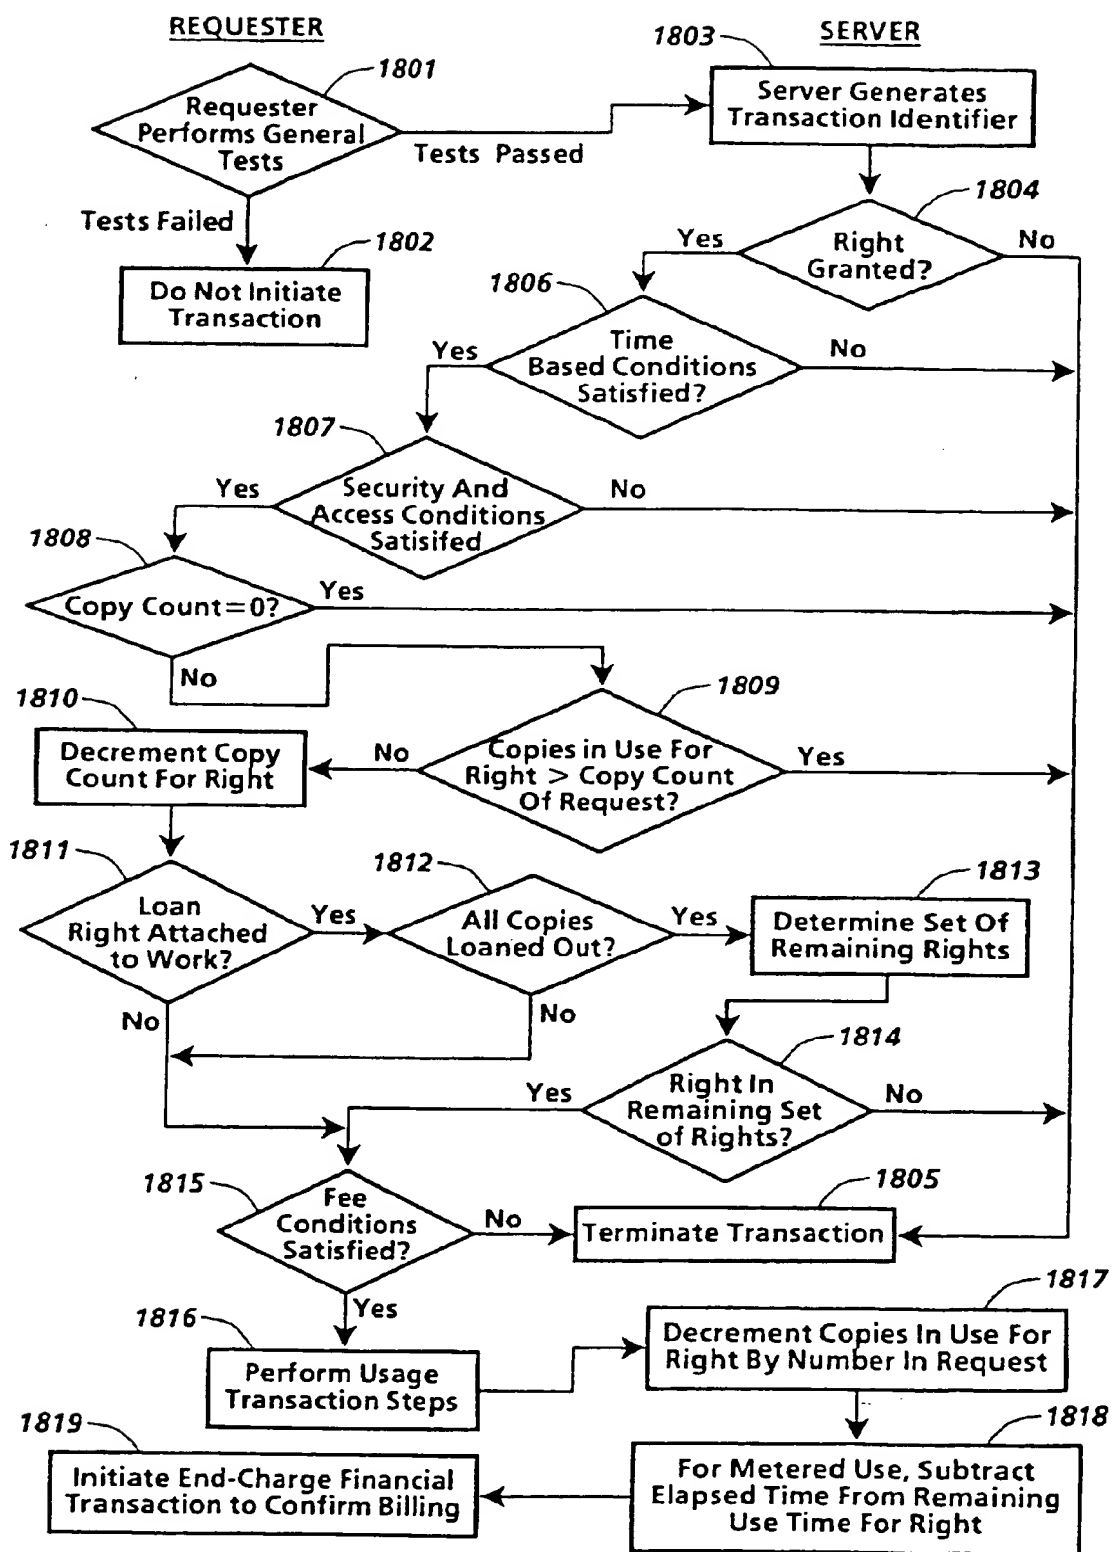 REQUESTER
SERVER
1801
1803
Requester
Performs General
Tests
Tests Passed
Server Generates
Transaction Identifier
Tests Failed
1802
Do Not Initiate
Transaction
1804
Right
Granted?
Yes
No
1806
Time
Based Conditions
Satisfied?
Yes
No
1807
Security And
Access Conditions
Satisifed
Yes
No
1808
Copy Count=0?
Yes
No
1809
Copies in Use For
Right > Copy Count
Of Request?
No
Yes
1810
Decrement Copy
Count For Right
1811
Loan
Right Attached
to Work?
Yes
No
1812
All Copies
Loaned Out?
Yes
No
1813
Determine Set Of
Remaining Rights
1814
Right In
Remaining Set
of Rights?
Yes
No
1815
Fee
Conditions
Satisfied?
No
Yes
1805
Terminate Transaction
1816
Perform Usage
Transaction Steps
1817
Decrement Copies In Use For
Right By Number In Request
1818
For Metered Use, Subtract
Elapsed Time From Remaining
Use Time For Right
1819
Initiate End-Charge Financial
Transaction to Confirm Billing